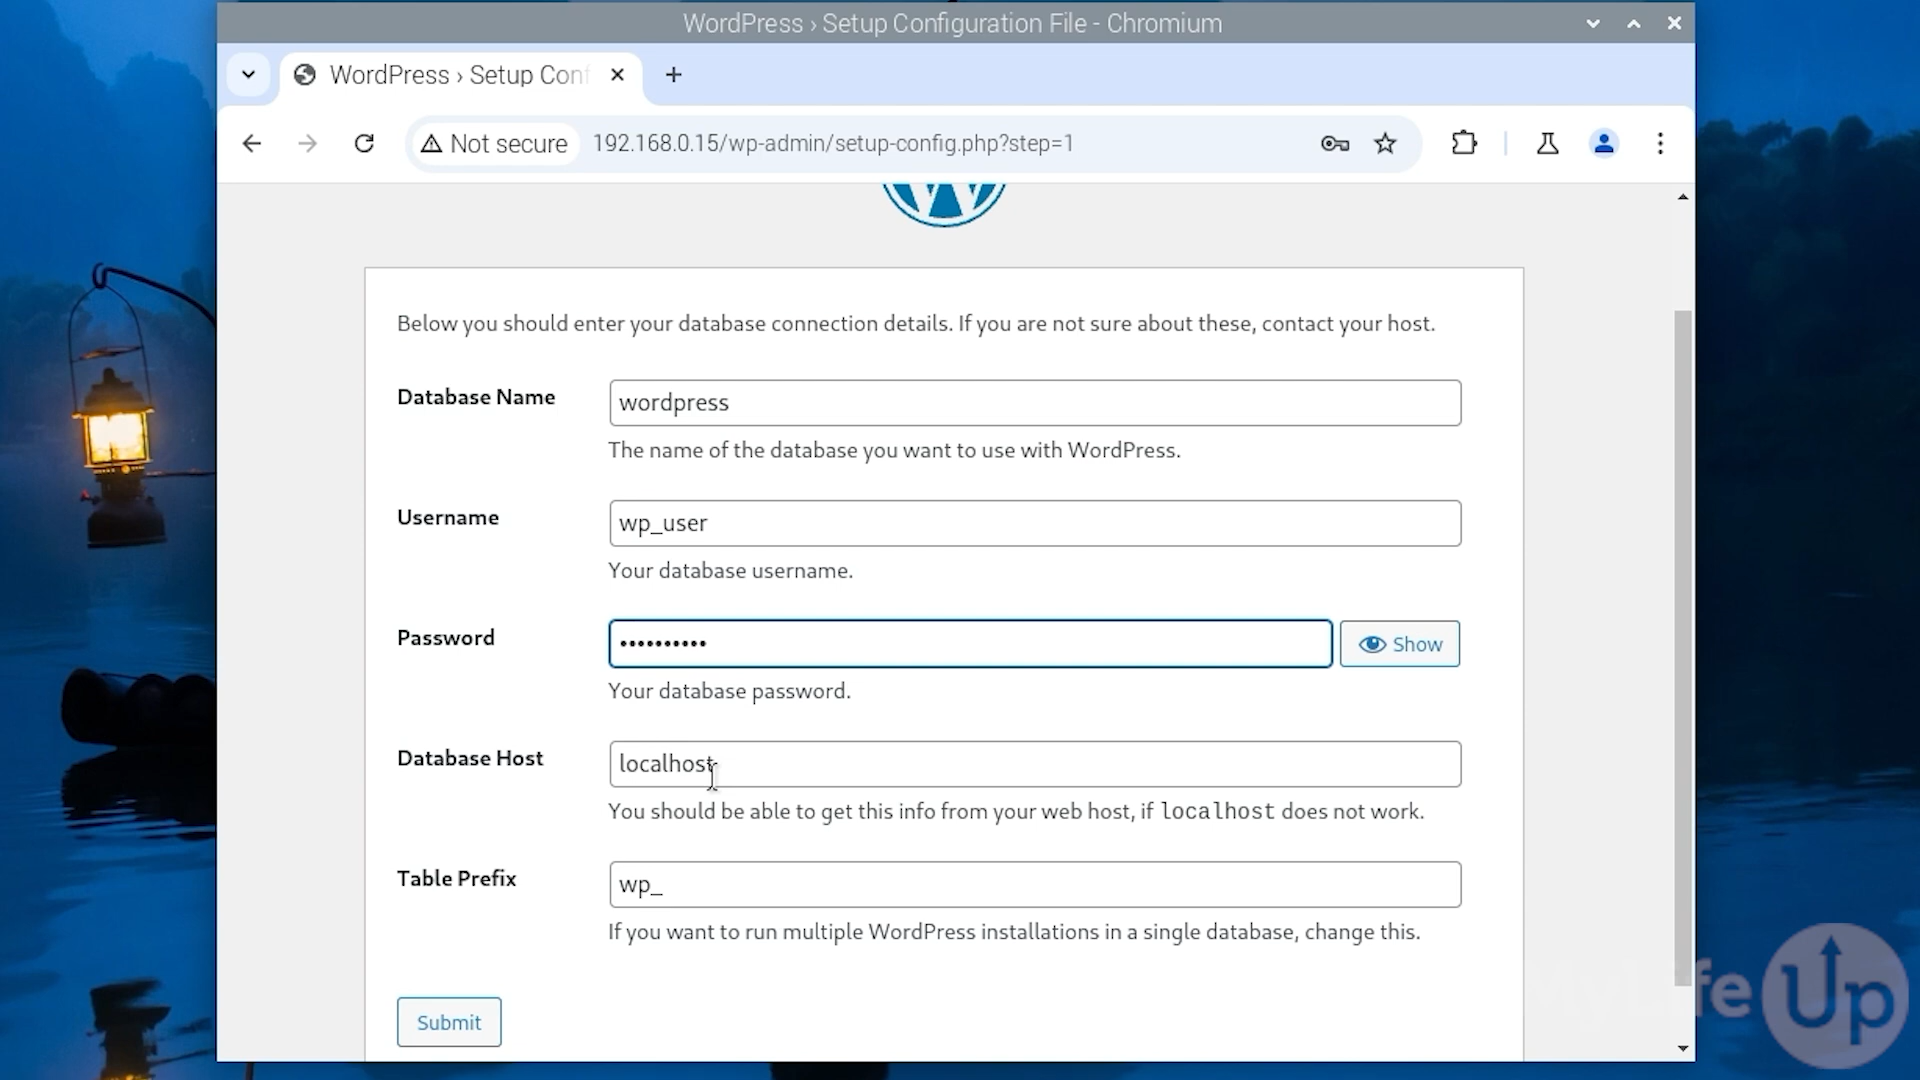 WordPress › Setup Configuration File - Chromium
WordPress › Setup Conf
Not secure
192.168.0.15/wp-admin/setup-config.php?step=1
Below you should enter your database connection details. If you are not sure about these, contact your host.
Database Name
wordpress
The name of the database you want to use with WordPress.
Username
wp_user
Your database username.
Password
••••••••••
Show
Your database password.
Database Host
localhost
You should be able to get this info from your web host, if localhost does not work.
Table Prefix
wp_
If you want to run multiple WordPress installations in a single database, change this.
Submit
MyLife Up